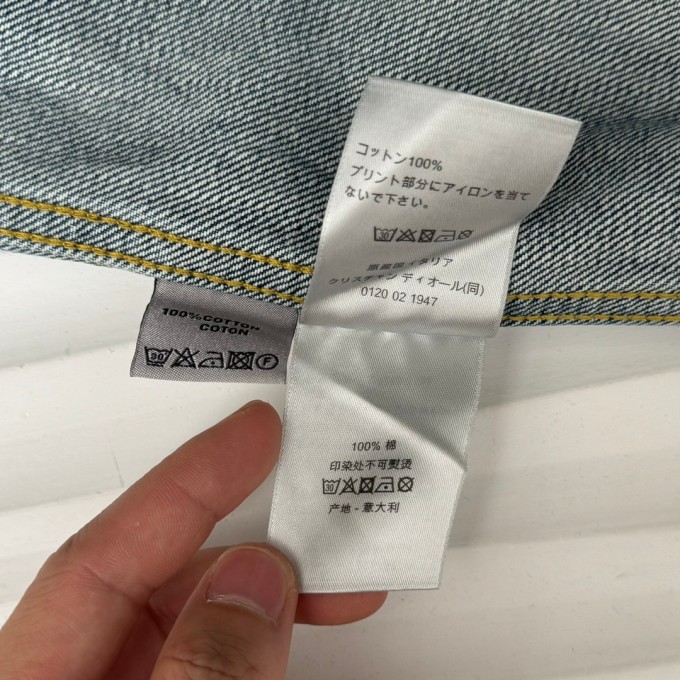 コットン100%
プリント部分にアイロンを当て
ないで下さい。
原産国イタリア
クリスチャン ディオール(同)
0120 02 1947
100%COTTON
COTON
30
F
100% 棉
印染处不可熨烫
30
产地 - 意大利